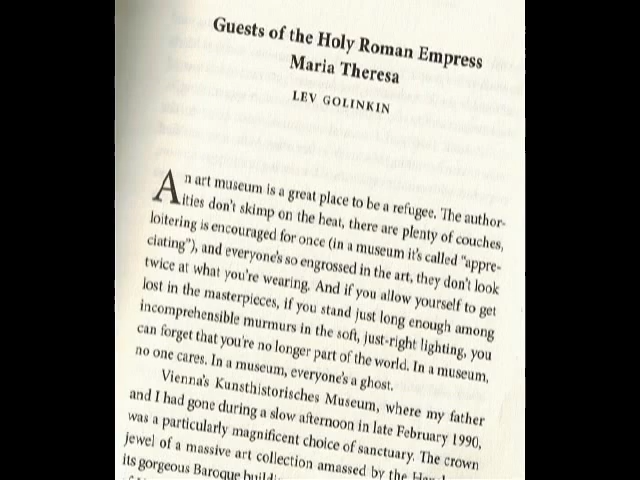 Guests of the Holy Roman Empress
Maria Theresa
LEV GOLINKIN
An art museum is a great place to be a refugee. The author-
ities don't skimp on the heat, there are plenty of couches,
loitering is encouraged for once (in a museum it's called "appre-
ciating"), and everyone's so engrossed in the art, they don't look
twice at what you're wearing. And if you allow yourself to get
lost in the masterpieces, if you stand just long enough among
incomprehensible murmurs in the soft, just-right lighting, you
can forget that you're no longer part of the world. In a museum,
no one cares. In a museum, everyone's a ghost.
Vienna's Kunsthistorisches Museum, where my father
and I had gone during a slow afternoon in late February 1990,
was a particularly magnificent choice of sanctuary. The crown
jewel of a massive art collection amassed by the
its gorgeous Baroque